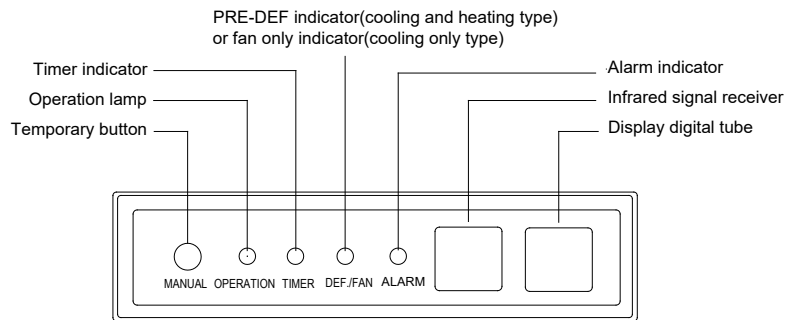 PRE-DEF indicator(cooling and heating type)
or fan only indicator(cooling only type)
Timer indicator
Alarm indicator
Operation lamp
Infrared signal receiver
Temporary button
Display digital tube
MANUAL OPERATION TIMER DEF./FAN ALARM